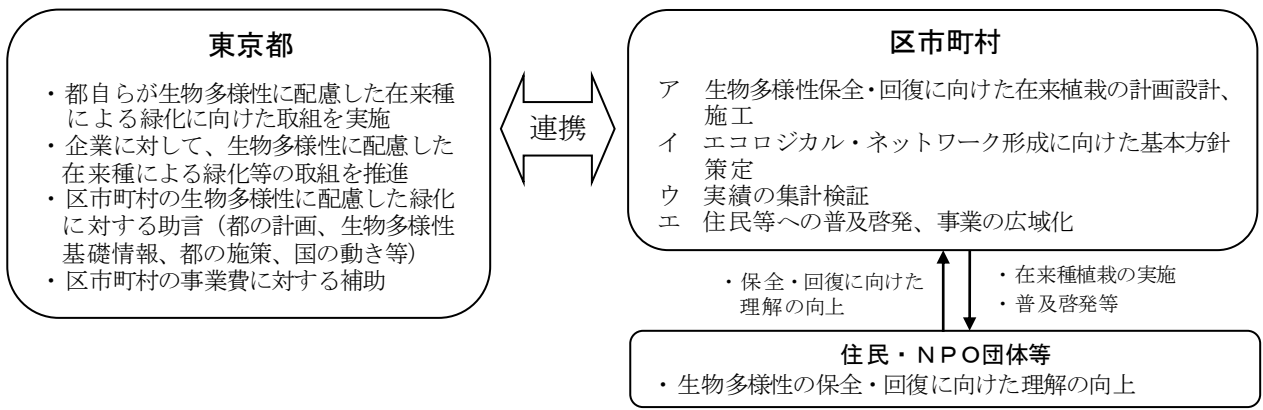 東京都
・都自らが生物多様性に配慮した在来種
による緑化に向けた取組を実施
・企業に対して、生物多様性に配慮した
在来種による緑化等の取組を推進
・区市町村の生物多様性に配慮した緑化
に対する助言（都の計画、生物多様性
基礎情報、都の施策、国の動き等）
・区市町村の事業費に対する補助
連携
区市町村
ア 生物多様性保全・回復に向けた在来植栽の計画設計、
施工
イ エコロジカル・ネットワーク形成に向けた基本方針
策定
ウ 実績の集計検証
エ 住民等への普及啓発、事業の広域化
・保全・回復に向けた
理解の向上
・在来種植栽の実施
・普及啓発等
住民・ＮＰＯ団体等
・生物多様性の保全・回復に向けた理解の向上